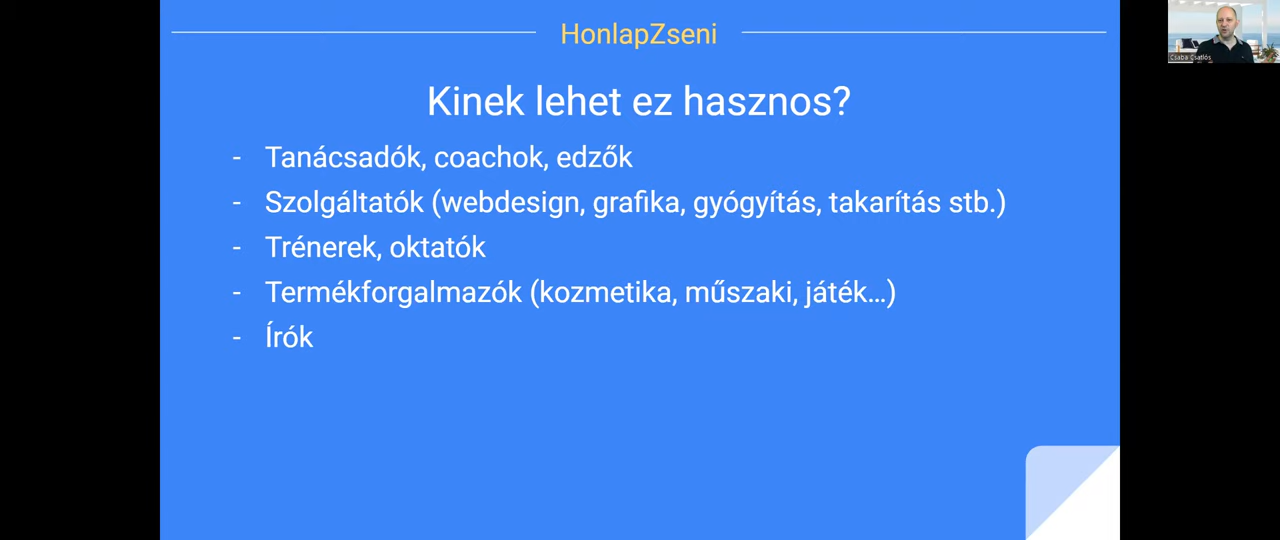 HonlapZseni
Kinek lehet ez hasznos?
- Tanácsadók, coachok, edzők
- Szolgáltatók (webdesign, grafika, gyógyítás, takarítás stb.)
- Trénerek, oktatók
- Termékforgalmazók (kozmetika, műszaki, játék...)
- Írók
Csaba Csatlós